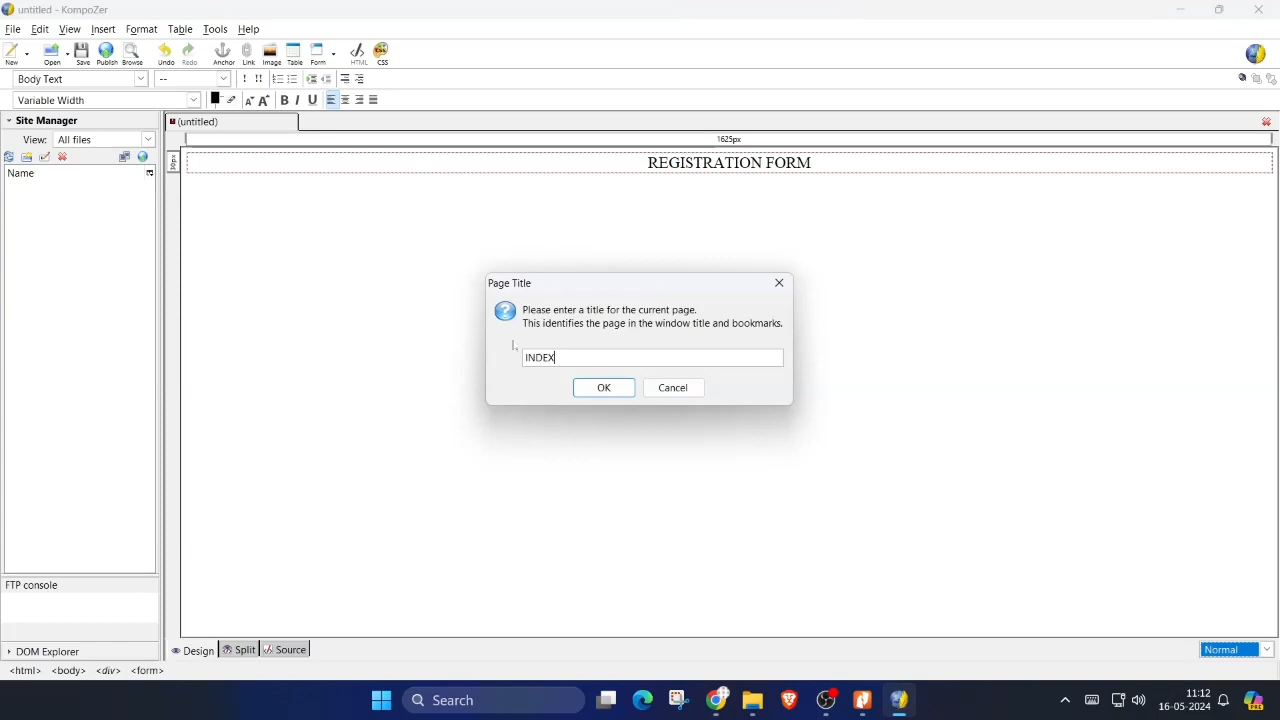 untitled - KompoZer
File Edit View Insert Format Table Tools Help
New Open Save Publish Browse Undo Redo Anchor Link Image Table Form HTML CSS
Body Text --
Variable Width B I U
Site Manager (untitled)
View: All files 1625px
Name
30px
REGISTRATION FORM
Page Title
Please enter a title for the current page.
This identifies the page in the window title and bookmarks.
INDEX
OK Cancel
FTP console
DOM Explorer
Design Split Source Normal
<html> <body> <div> <form>
Search
11:12
16-05-2024